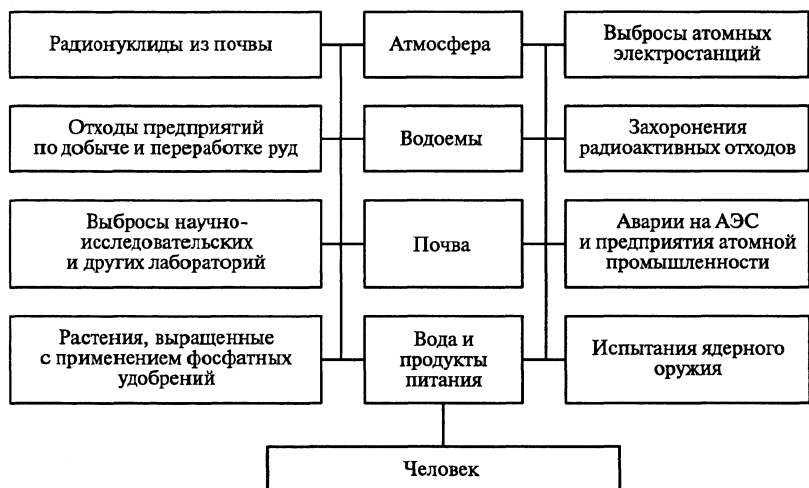 Радионуклиды из почвы
Атмосфера
Выбросы атомных
электростанций
Отходы предприятий
по добыче и переработке руд
Водоемы
Захоронения
радиоактивных отходов
Выбросы научно-
исследовательских
и других лабораторий
Почва
Аварии на АЭС
и предприятия атомной
промышленности
Растения, выращенные
с применением фосфатных
удобрений
Вода и
продукты
питания
Испытания ядерного
оружия
Человек